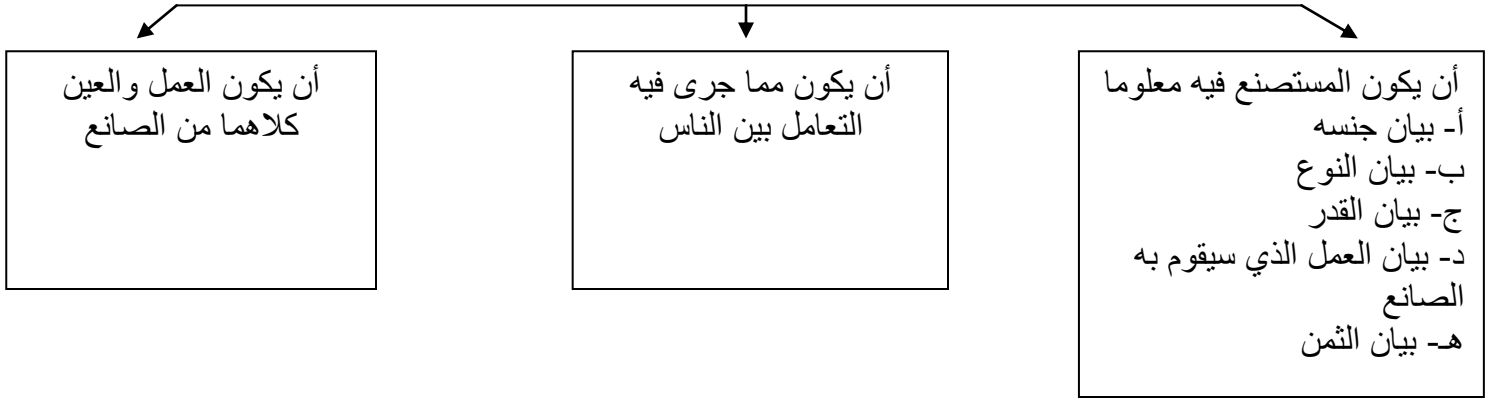 أن يكون المستصنع فيه معلوما
أ- بيان جنسه
ب- بيان النوع
ج- بيان القدر
د- بيان العمل الذي سيقوم به
الصانع
هـ- بيان الثمن
أن يكون مما جرى فيه
التعامل بين الناس
أن يكون العمل والعين
كلاهما من الصانع